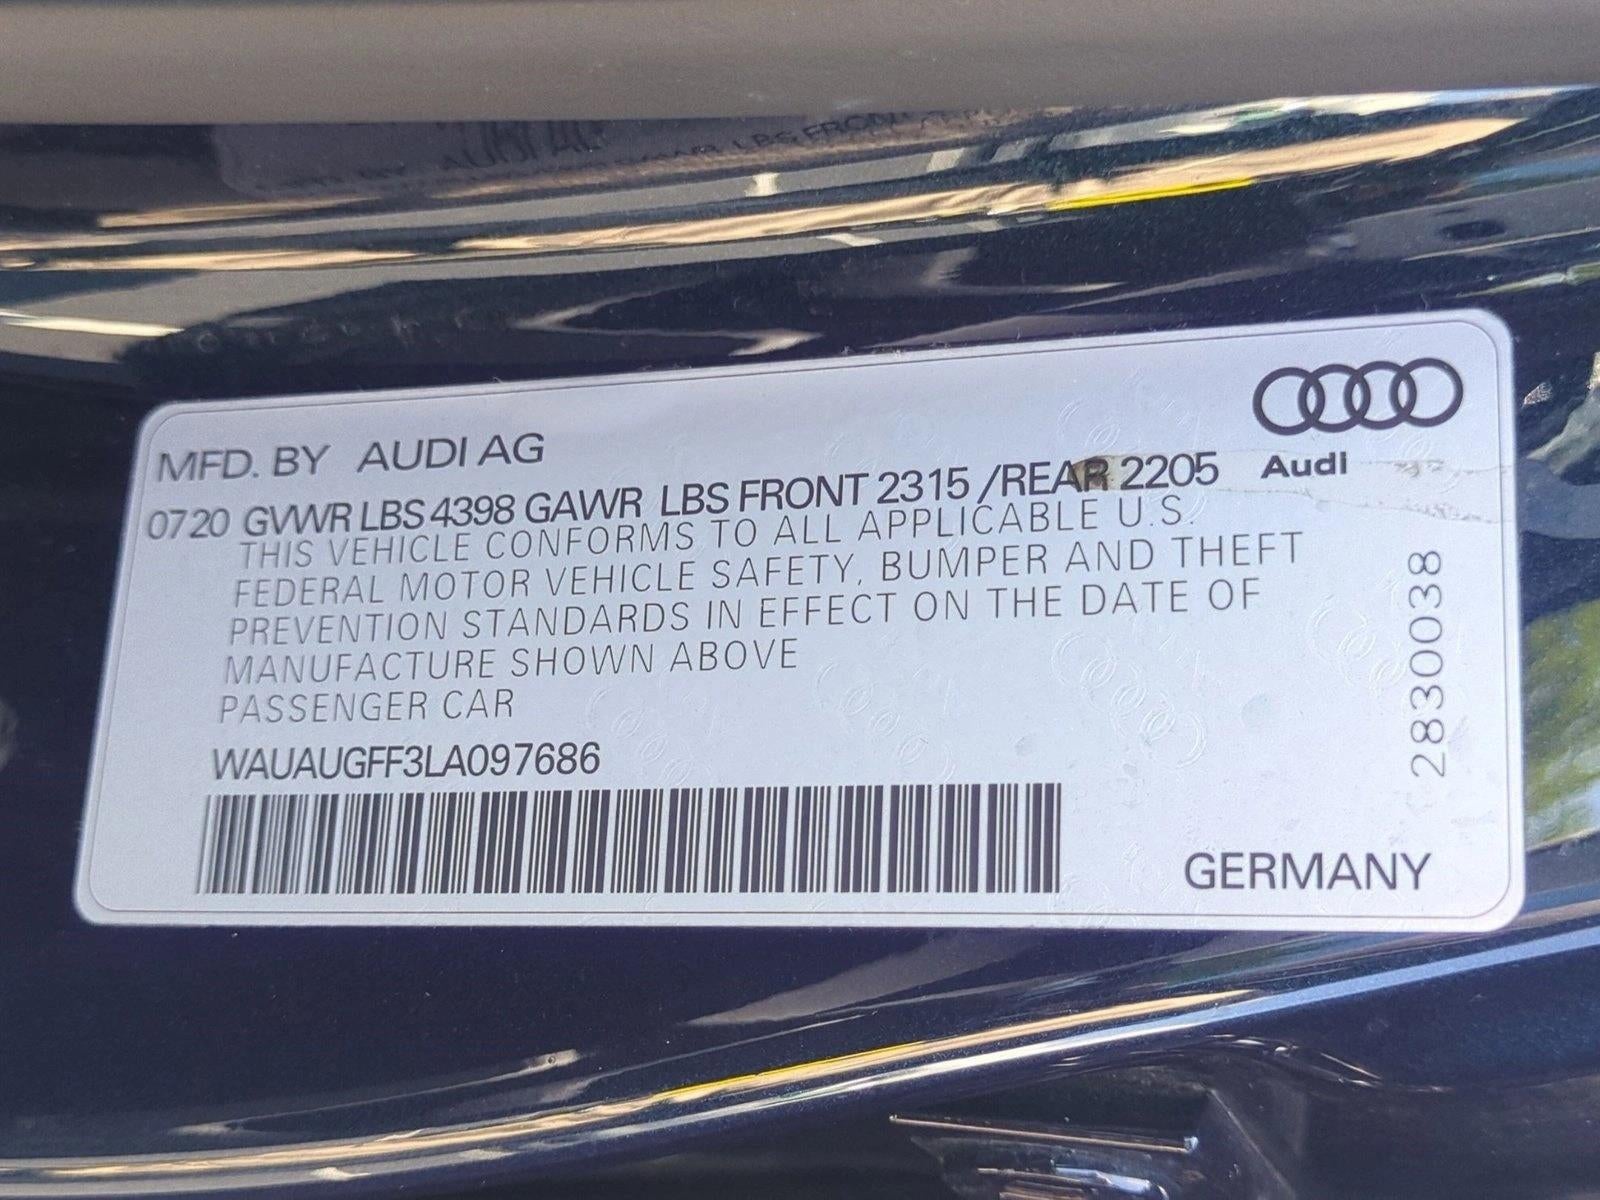 MFD. BY AUDI AG
0720 GVWR LBS 4398 GAWR LBS FRONT 2315 /REAR 2205
Audi
THIS VEHICLE CONFORMS TO ALL APPLICABLE U.S.
FEDERAL MOTOR VEHICLE SAFETY, BUMPER AND THEFT
PREVENTION STANDARDS IN EFFECT ON THE DATE OF
MANUFACTURE SHOWN ABOVE
PASSENGER CAR
WAUAUGFF3LA097686
28300038
GERMANY